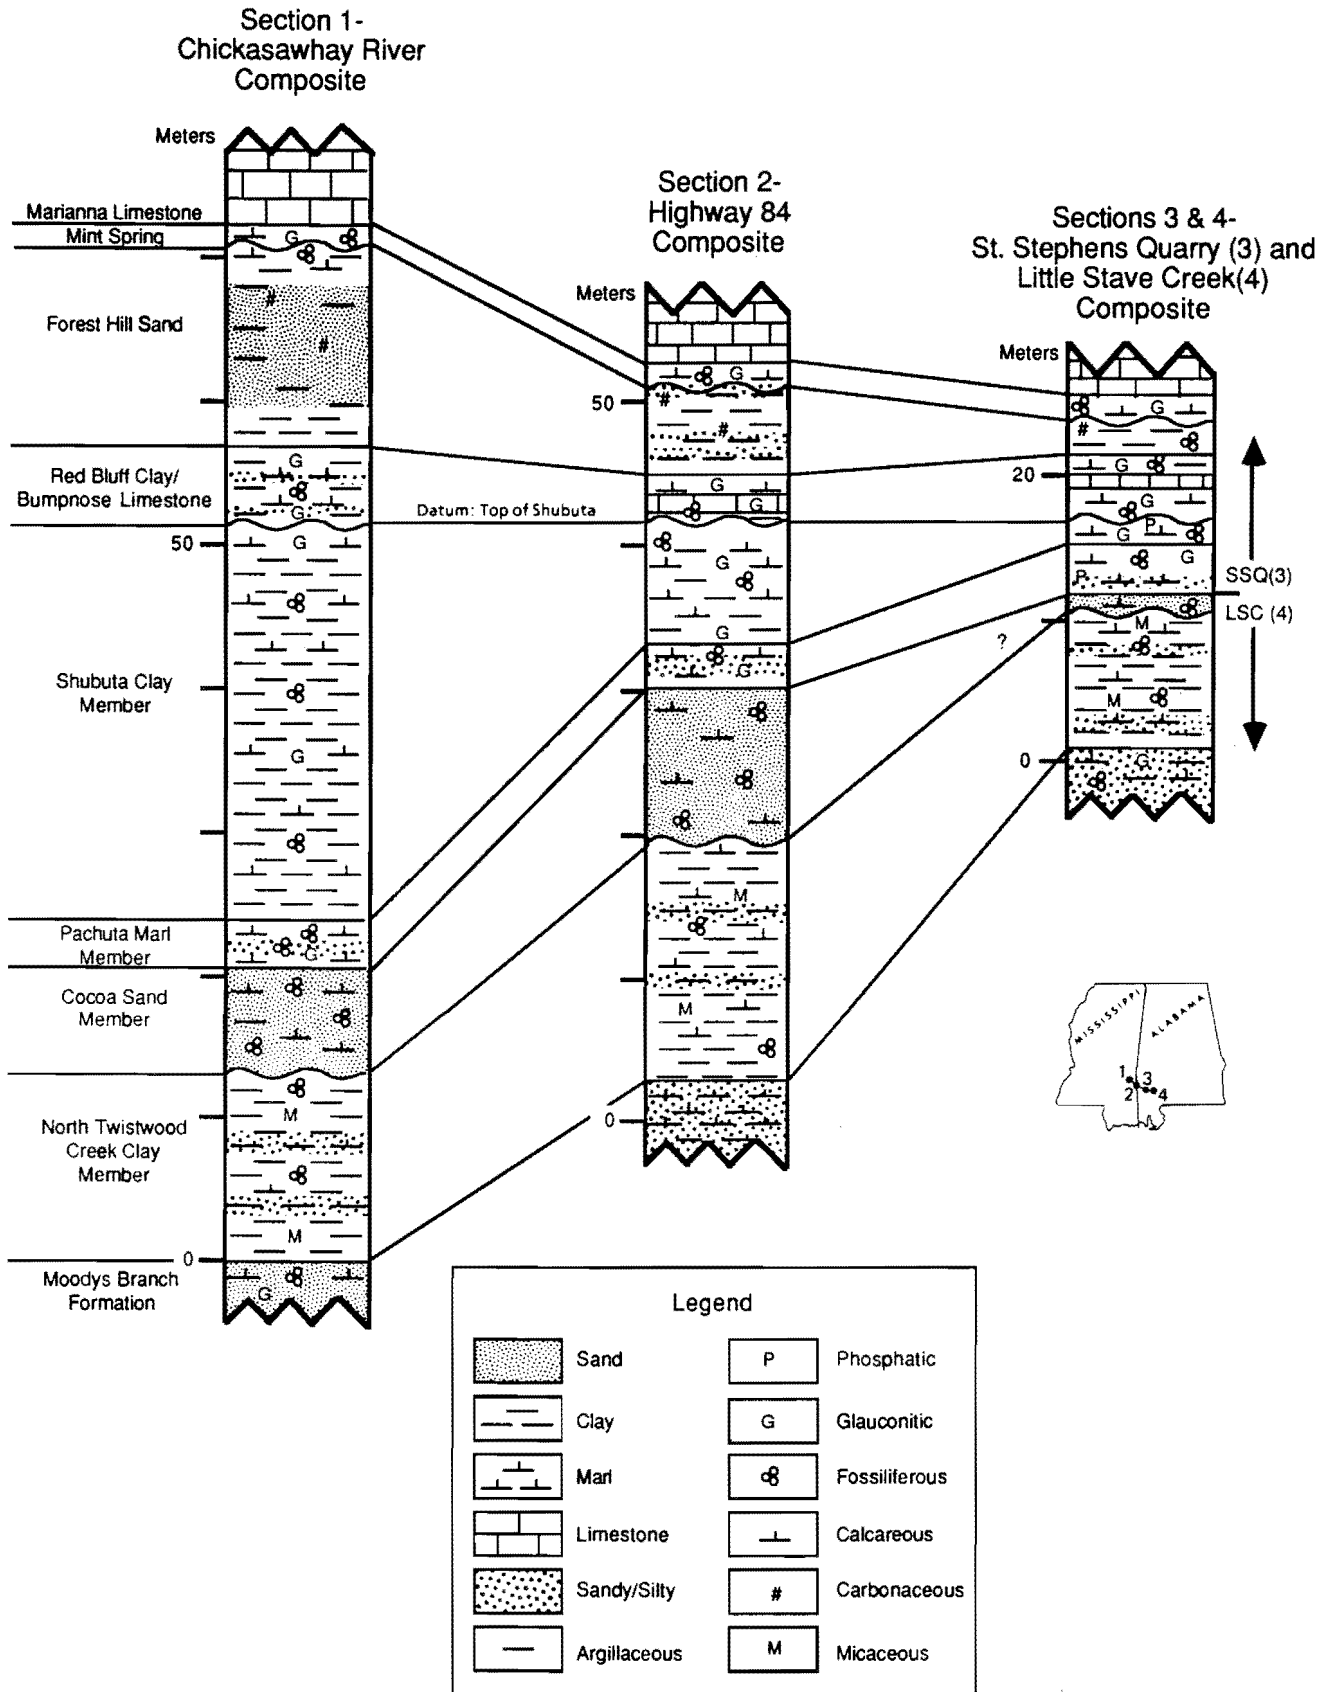 Section 1-
Chickasawhay River
Composite
Meters
Marianna Limestone
Mint Spring
Forest Hill Sand
Red Bluff Clay/
Bumpnose Limestone
50
Shubuta Clay
Member
Pachuta Marl
Member
Cocoa Sand
Member
North Twistwood
Creek Clay
Member
0
Moodys Branch
Formation
G
#
#
G
G
G
G
G
M
M
G
Datum: Top of Shubuta
Section 2-
Highway 84
Composite
Meters
50
0
G
#
#
G
G
G
G
G
M
M
Sections 3 & 4-
St. Stephens Quarry (3) and
Little Stave Creek(4)
Composite
Meters
20
0
G
#
G
G
P
G
G
P
M
M
G
?
SSQ(3)
LSC (4)
MISSISSIPPI
ALABAMA
1
2
3
4
Legend
Sand
P Phosphatic
Clay
G Glauconitic
Marl
Fossiliferous
Limestone
Calcareous
Sandy/Silty
# Carbonaceous
Argillaceous
M Micaceous